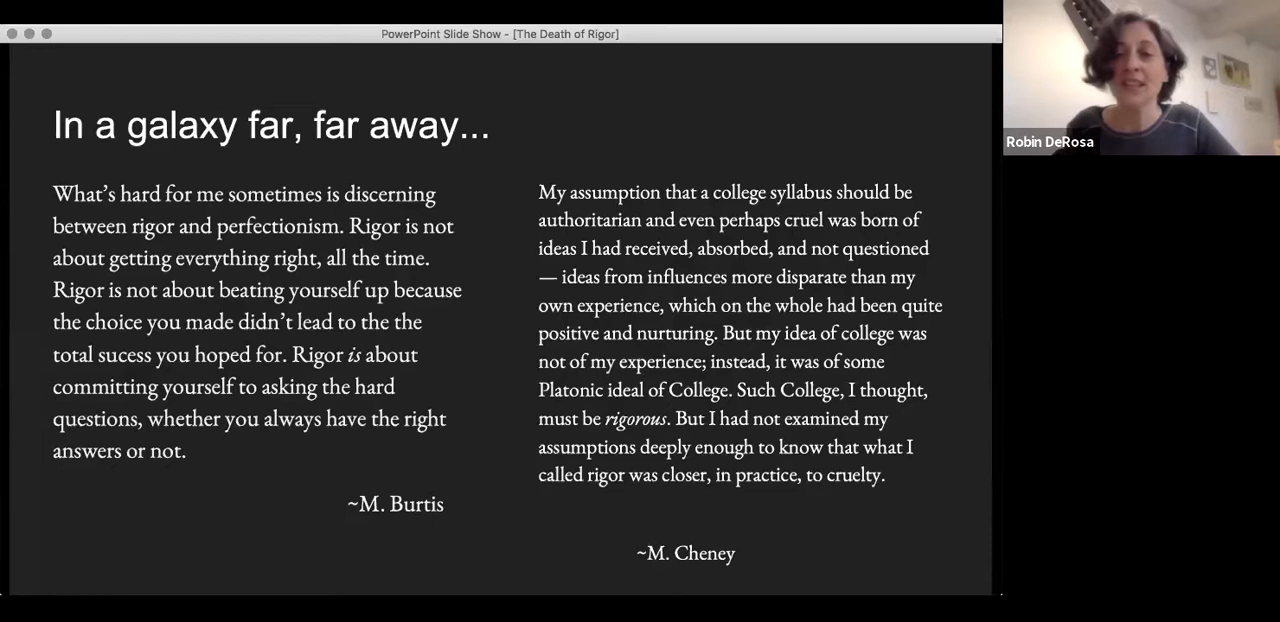 PowerPoint Slide Show - [The Death of Rigor]
In a galaxy far, far away...
What's hard for me sometimes is discerning
between rigor and perfectionism. Rigor is not
about getting everything right, all the time.
Rigor is not about beating yourself up because
the choice you made didn't lead to the the
total sucess you hoped for. Rigor is about
committing yourself to asking the hard
questions, whether you always have the right
answers or not.
~M. Burtis
My assumption that a college syllabus should be
authoritarian and even perhaps cruel was born of
ideas I had received, absorbed, and not questioned
— ideas from influences more disparate than my
own experience, which on the whole had been quite
positive and nurturing. But my idea of college was
not of my experience; instead, it was of some
Platonic ideal of College. Such College, I thought,
must be rigorous. But I had not examined my
assumptions deeply enough to know that what I
called rigor was closer, in practice, to cruelty.
~M. Cheney
Robin DeRosa